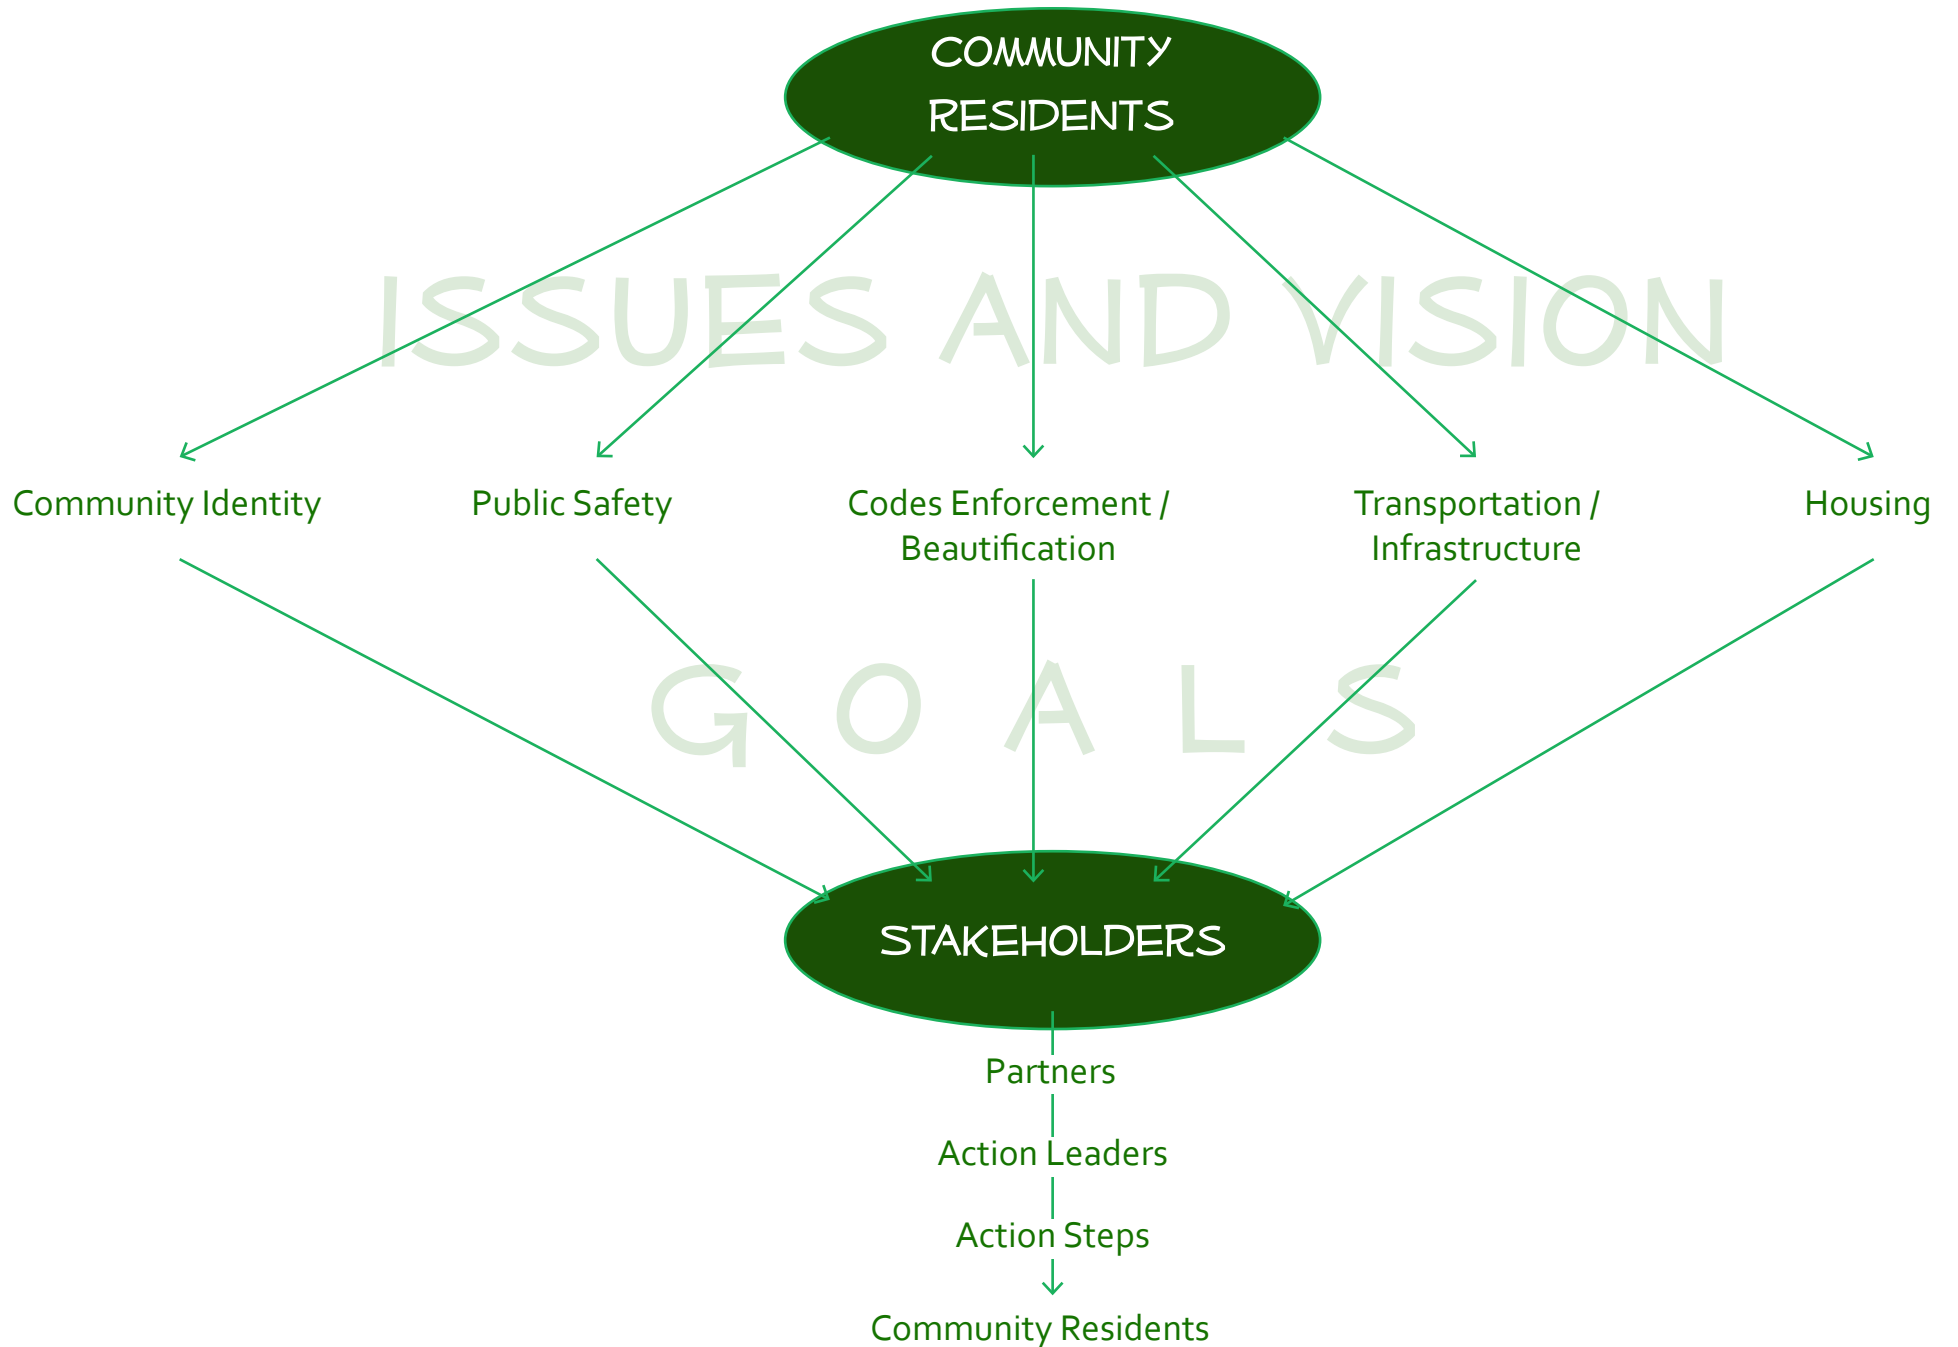 COMMUNITY
RESIDENTS
ISSUES AND VISION
Community Identity
Public Safety
Codes Enforcement /
Beautification
Transportation /
Infrastructure
Housing
GOALS
STAKEHOLDERS
Partners
Action Leaders
Action Steps
Community Residents